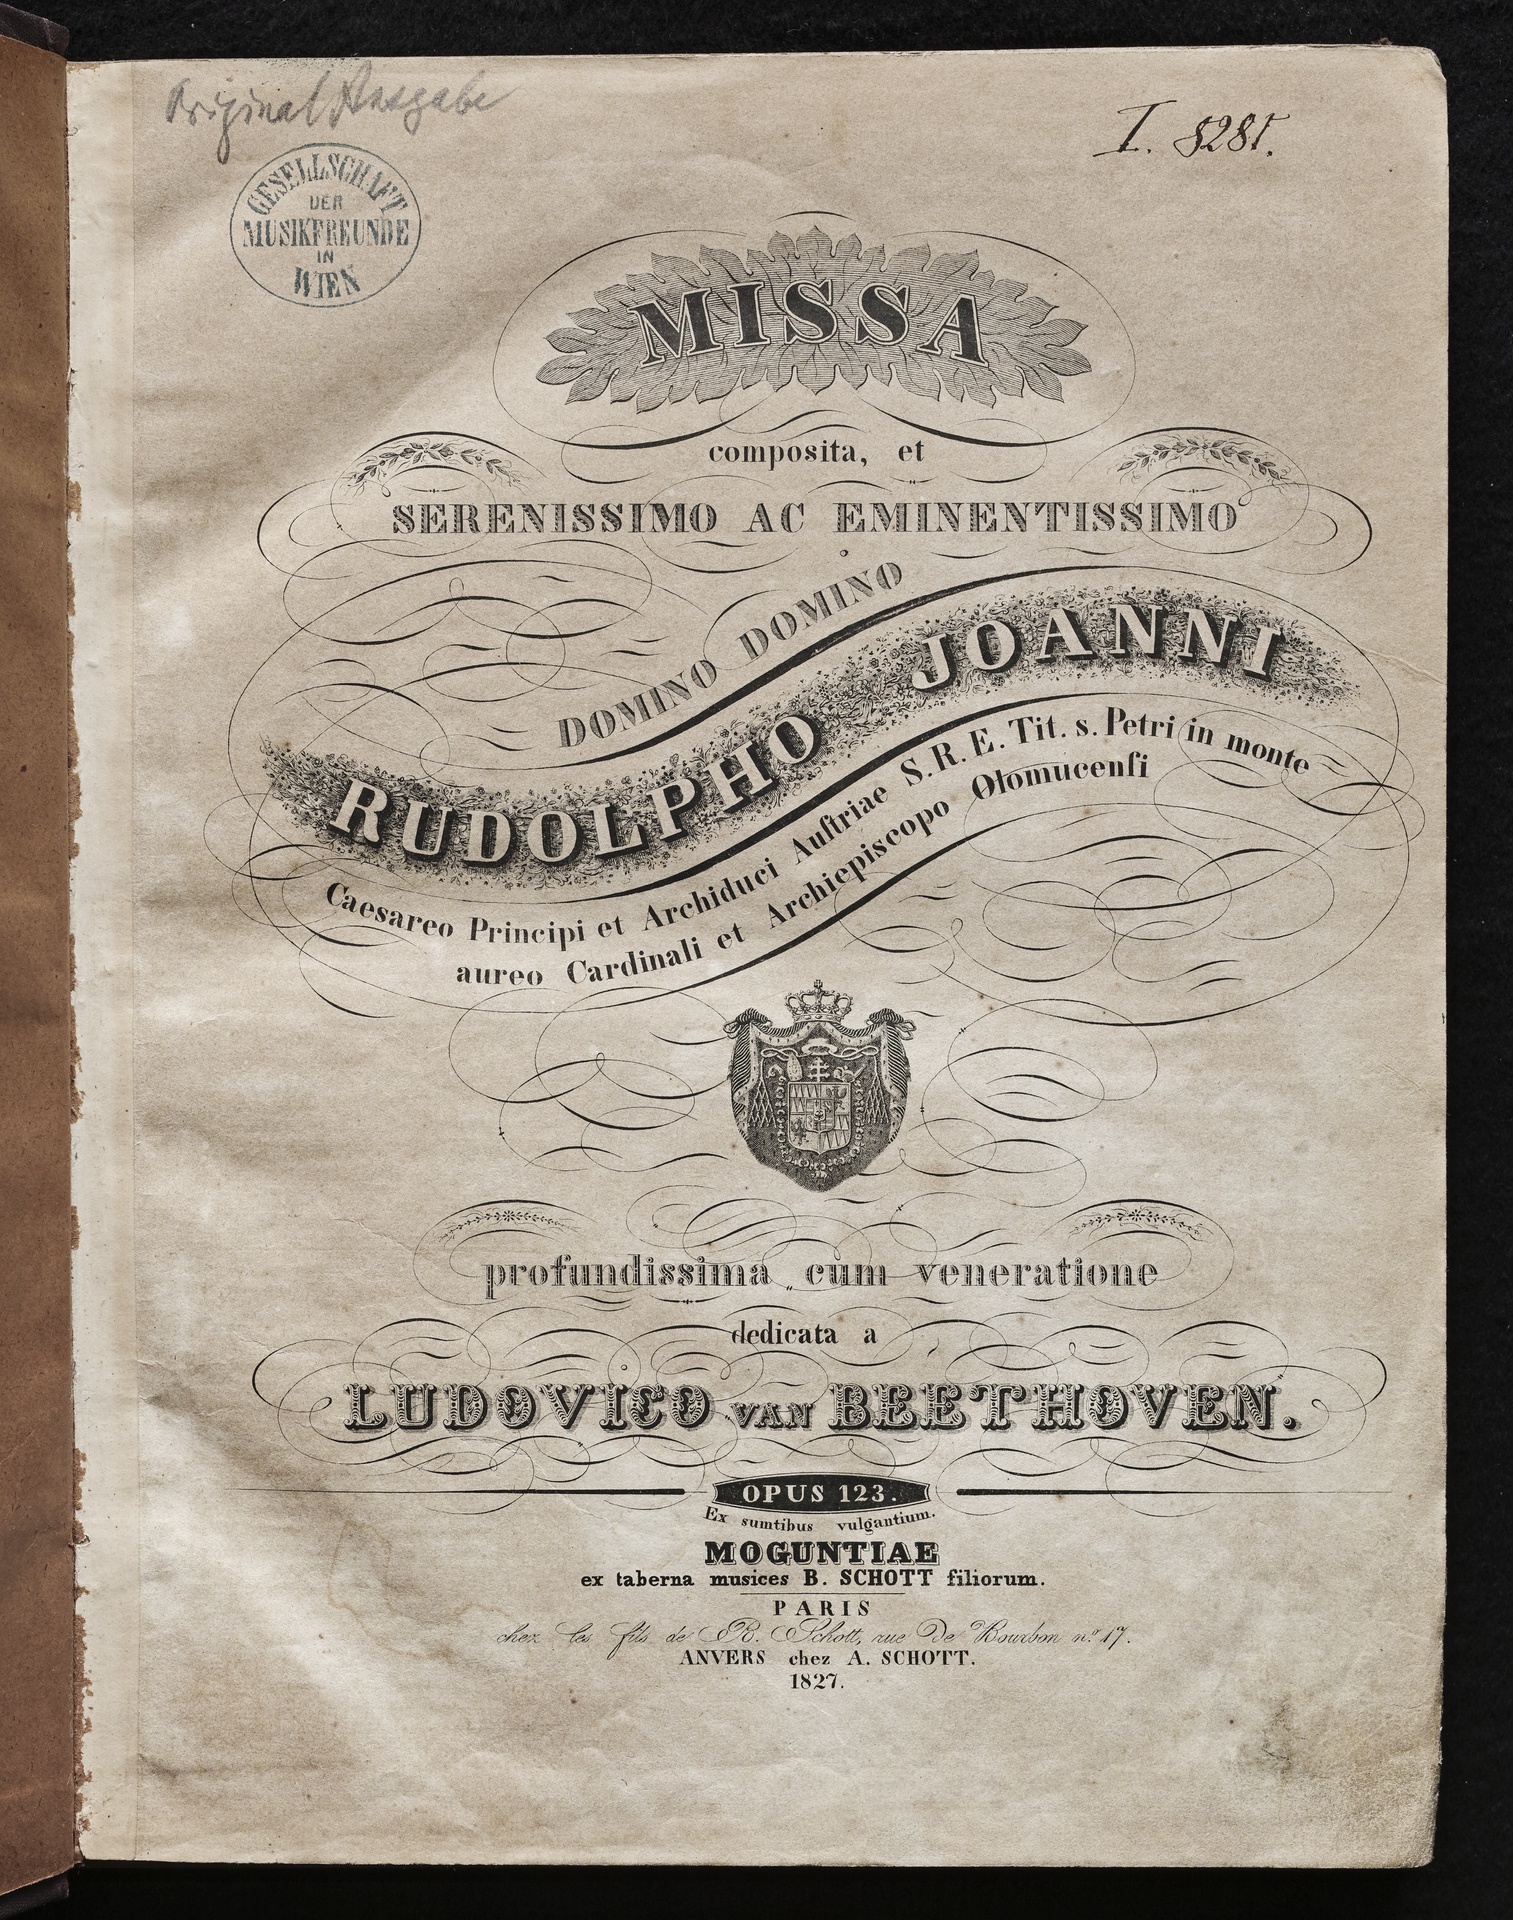 Original Ausgabe
I. 8281.
GESELLSCHAFT
DER
MUSIKFREUNDE
IN
WIEN
MISSA
composita, et
SERENISSIMO AC EMINENTISSIMO
DOMINO DOMINO
RUDOLPHO JOANNI
Caesareo Principi et Archiduci Auſtriae S. R. E. Tit. s. Petri in monte
aureo Cardinali et Archiepiscopo Olomucenſi
profundissima cum veneratione
dedicata a
LUDOVICO VAN BEETHOVEN.
OPUS 123.
Ex sumtibus vulgantium.
MOGUNTIAE
ex taberna musices B. SCHOTT filiorum.
PARIS
chez les fils de B. Schott, rue De Bourbon nº 17.
ANVERS chez A. SCHOTT.
1827.